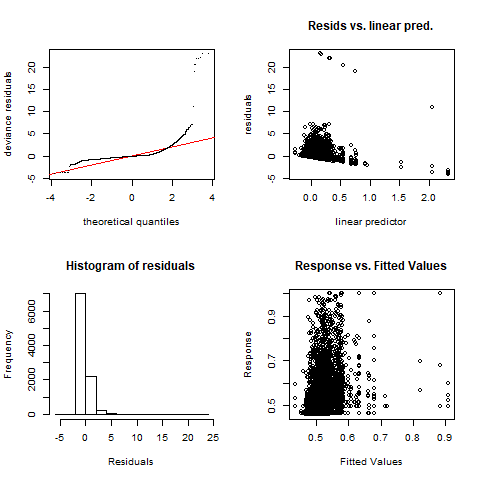 deviance residuals
-5 0 5 10 15 20
-4 -2 0 2 4
theoretical quantiles
Resids vs. linear pred.
residuals
-5 0 5 10 15 20
0.0 0.5 1.0 1.5 2.0
linear predictor
Histogram of residuals
Frequency
0 20000 60000
-5 0 5 10 15 20 25
Residuals
Response vs. Fitted Values
Response
0.5 0.7 0.9
0.5 0.6 0.7 0.8 0.9
Fitted Values